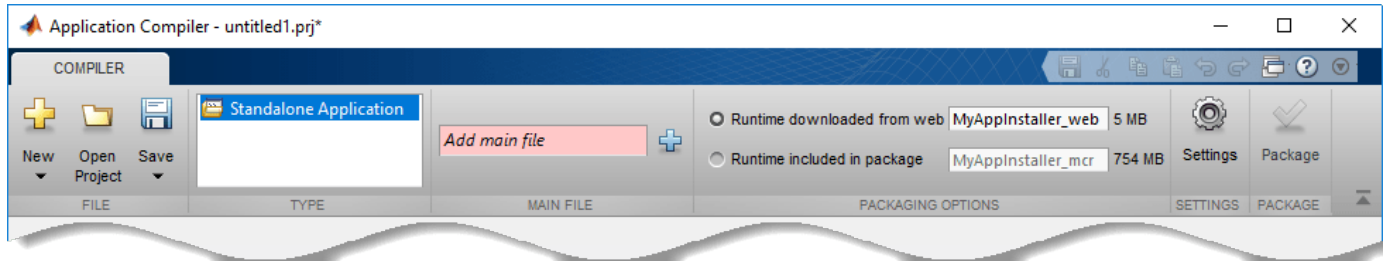 Application Compiler - untitled1.prj*
COMPILER
New
Open
Project
Save
Standalone Application
Add main file
Runtime downloaded from web MyAppInstaller_web 5 MB
Runtime included in package MyAppInstaller_mcr 754 MB
Settings
Package
FILE TYPE MAIN FILE PACKAGING OPTIONS SETTINGS PACKAGE